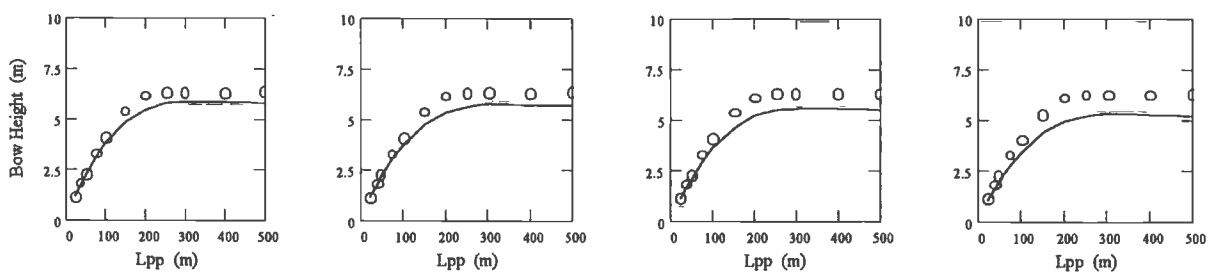 10 10 10 10
7.5 7.5 7.5 7.5
Bow Height (m)
5 5 5 5
2.5 2.5 2.5 2.5
0 0 0 0
0 100 200 300 400 500 0 100 200 300 400 500 0 100 200 300 400 500 0 100 200 300 400 500
Lpp (m) Lpp (m) Lpp (m) Lpp (m)